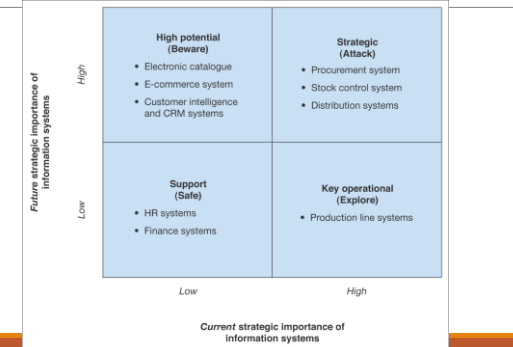 Future strategic importance of
information systems
High
Low
High potential
(Beware)
• Electronic catalogue
• E-commerce system
• Customer intelligence
and CRM systems
Strategic
(Attack)
• Procurement system
• Stock control system
• Distribution systems
Support
(Safe)
• HR systems
• Finance systems
Key operational
(Explore)
• Production line systems
Low
High
Current strategic importance of
information systems